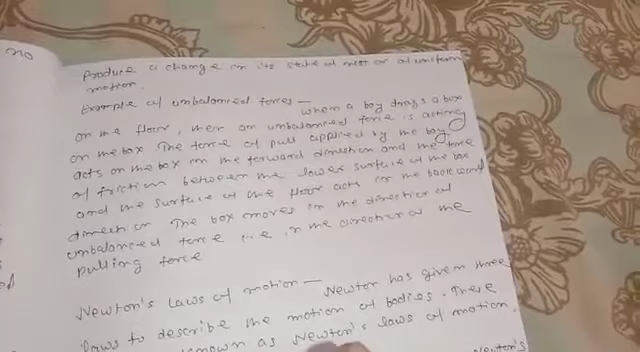 no
produce a change in its state of rest or of uniform
motion.
Example of unbalanced forces — when a boy drags a box
on the floor, then an unbalanced force is acting
on the box. The force of pull applied by the boy
acts on the box in the forward direction and the force
of friction between the lower surface of the box
and the surface of the floor acts in the backward
direction The box moves in the direction of
unbalanced force i.e in the direction of the
pulling force
Newton's Laws of motion — Newton has given three
laws to describe the motion of bodies. These
known as Newton's laws of motion.
Newton's